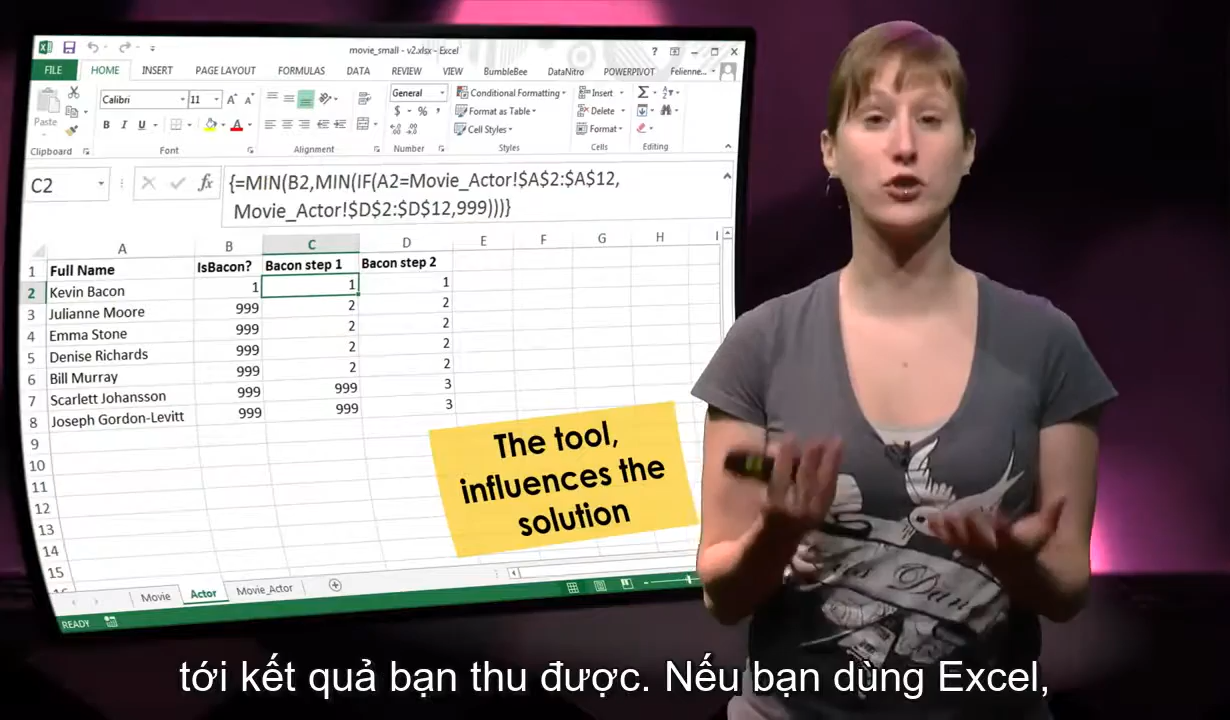 movie_small - v2.xlsx - Excel
FILE HOME INSERT PAGE LAYOUT FORMULAS DATA REVIEW VIEW BumbleBee DataNitro POWERPIVOT Felienne...
Calibri 11 General Conditional Formatting Insert
Paste B I U $ % Format as Table Delete
Cell Styles Format
Clipboard Font Alignment Number Styles Cells Editing
C2 fx {=MIN(B2,MIN(IF(A2=Movie_Actor!$A$2:$A$12,
Movie_Actor!$D$2:$D$12,999)))}
A B C D E F G H I
1 Full Name IsBacon? Bacon step 1 Bacon step 2
2 Kevin Bacon 1 1 1
3 Julianne Moore 999 2 2
4 Emma Stone 999 2 2
5 Denise Richards 999 2 2
6 Bill Murray 999 2 2
7 Scarlett Johansson 999 999 3
8 Joseph Gordon-Levitt 999 999 3
9
10
11
12
13
14
15
The tool,
influences the
solution
Movie Actor Movie_Actor
READY
Dan
tới kết quả bạn thu được. Nếu bạn dùng Excel,